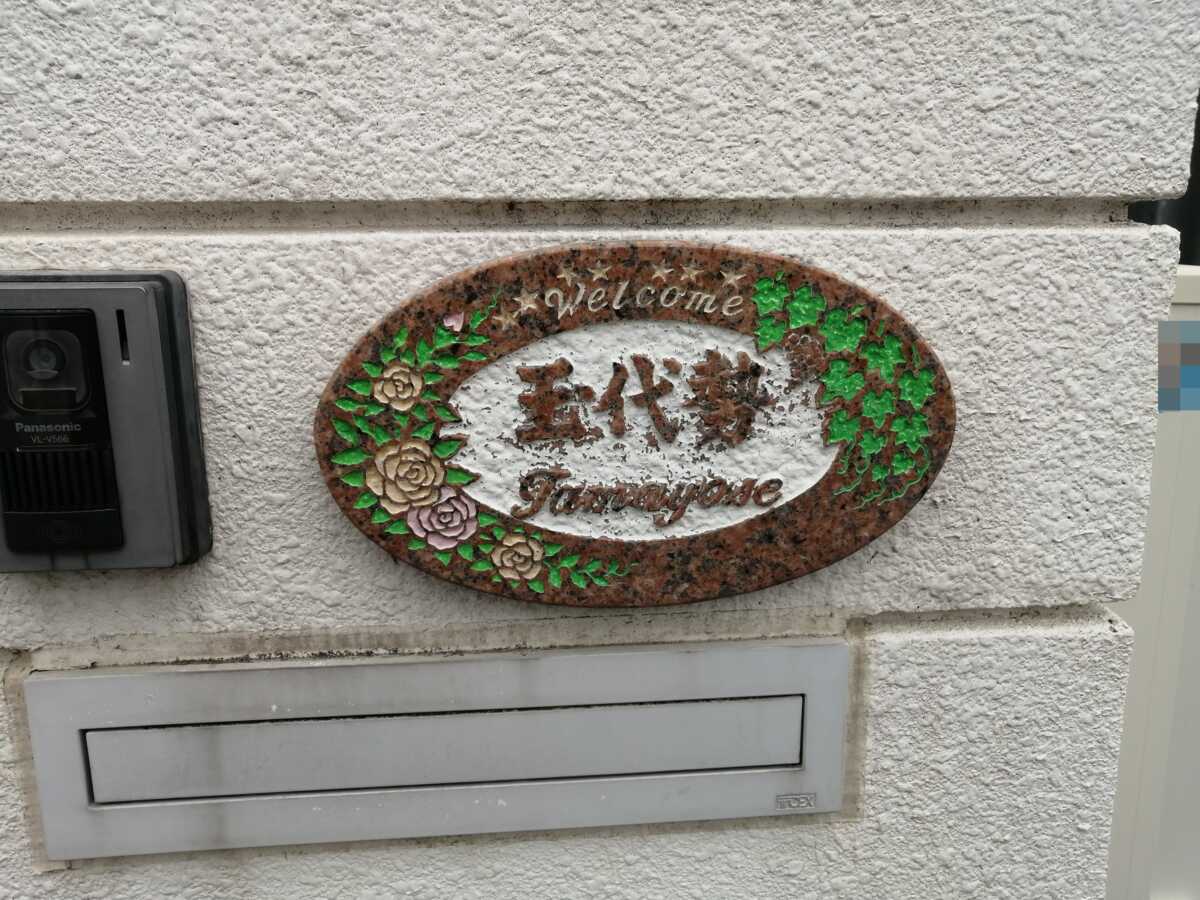 Welcome
玉代勢
Tamayose
Panasonic
VL-V566
TOEX